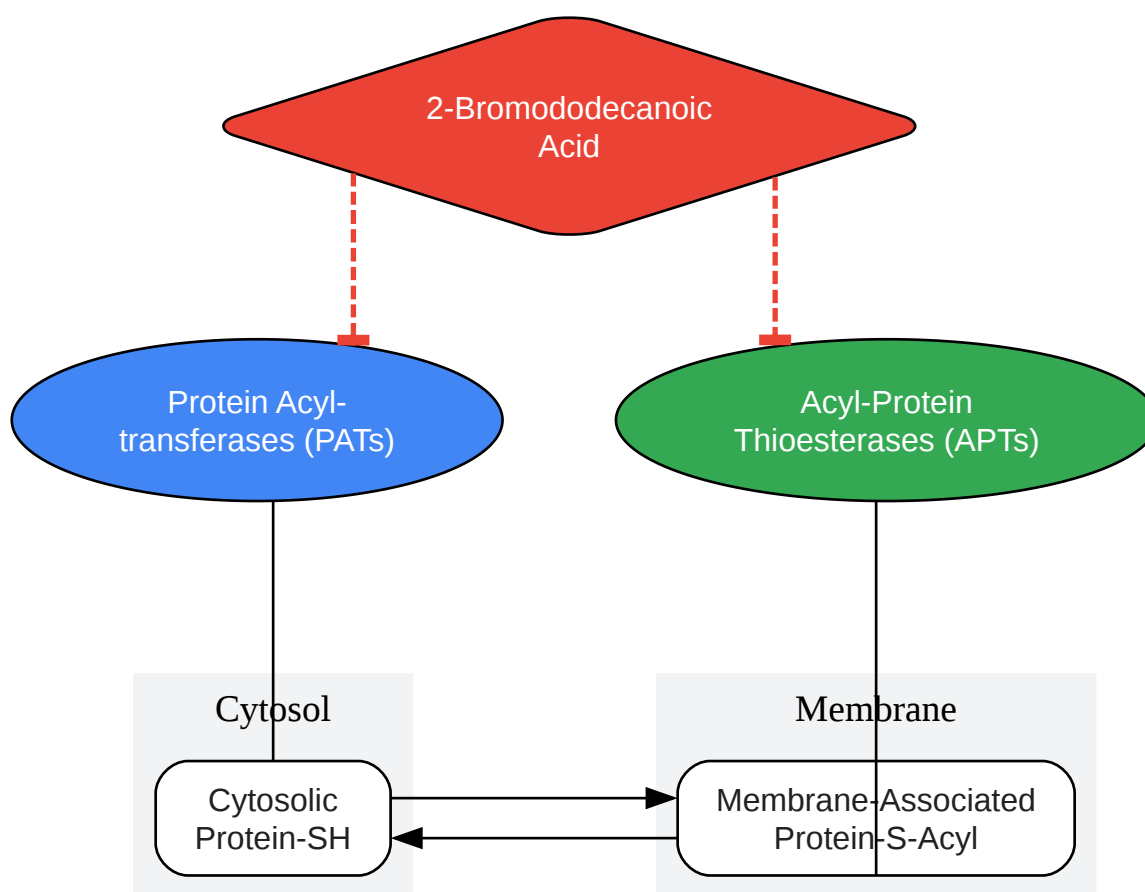 2-Bromododecanoic
Acid
Protein Acyl-
transferases (PATs)
Acyl-Protein
Thioesterases (APTs)
Cytosol
Membrane
Cytosolic
Protein-SH
Membrane-Associated
Protein-S-Acyl